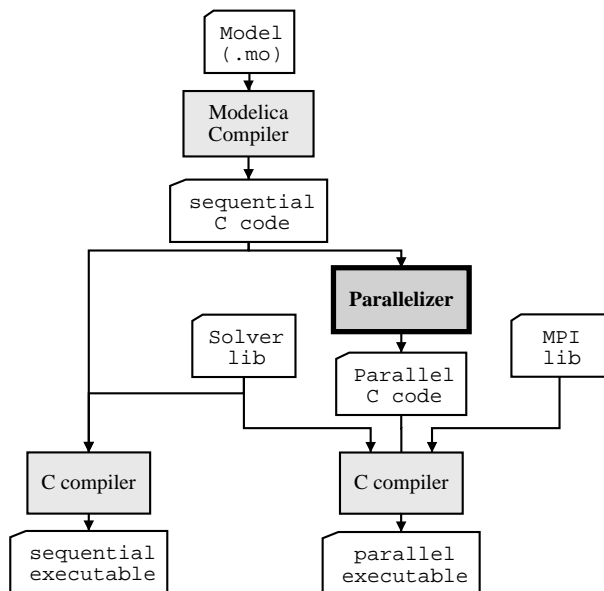 Model
(.mo)
Modelica
Compiler
sequential
C code
Parallelizer
Solver
lib
MPI
lib
Parallel
C code
C compiler
C compiler
sequential
executable
parallel
executable